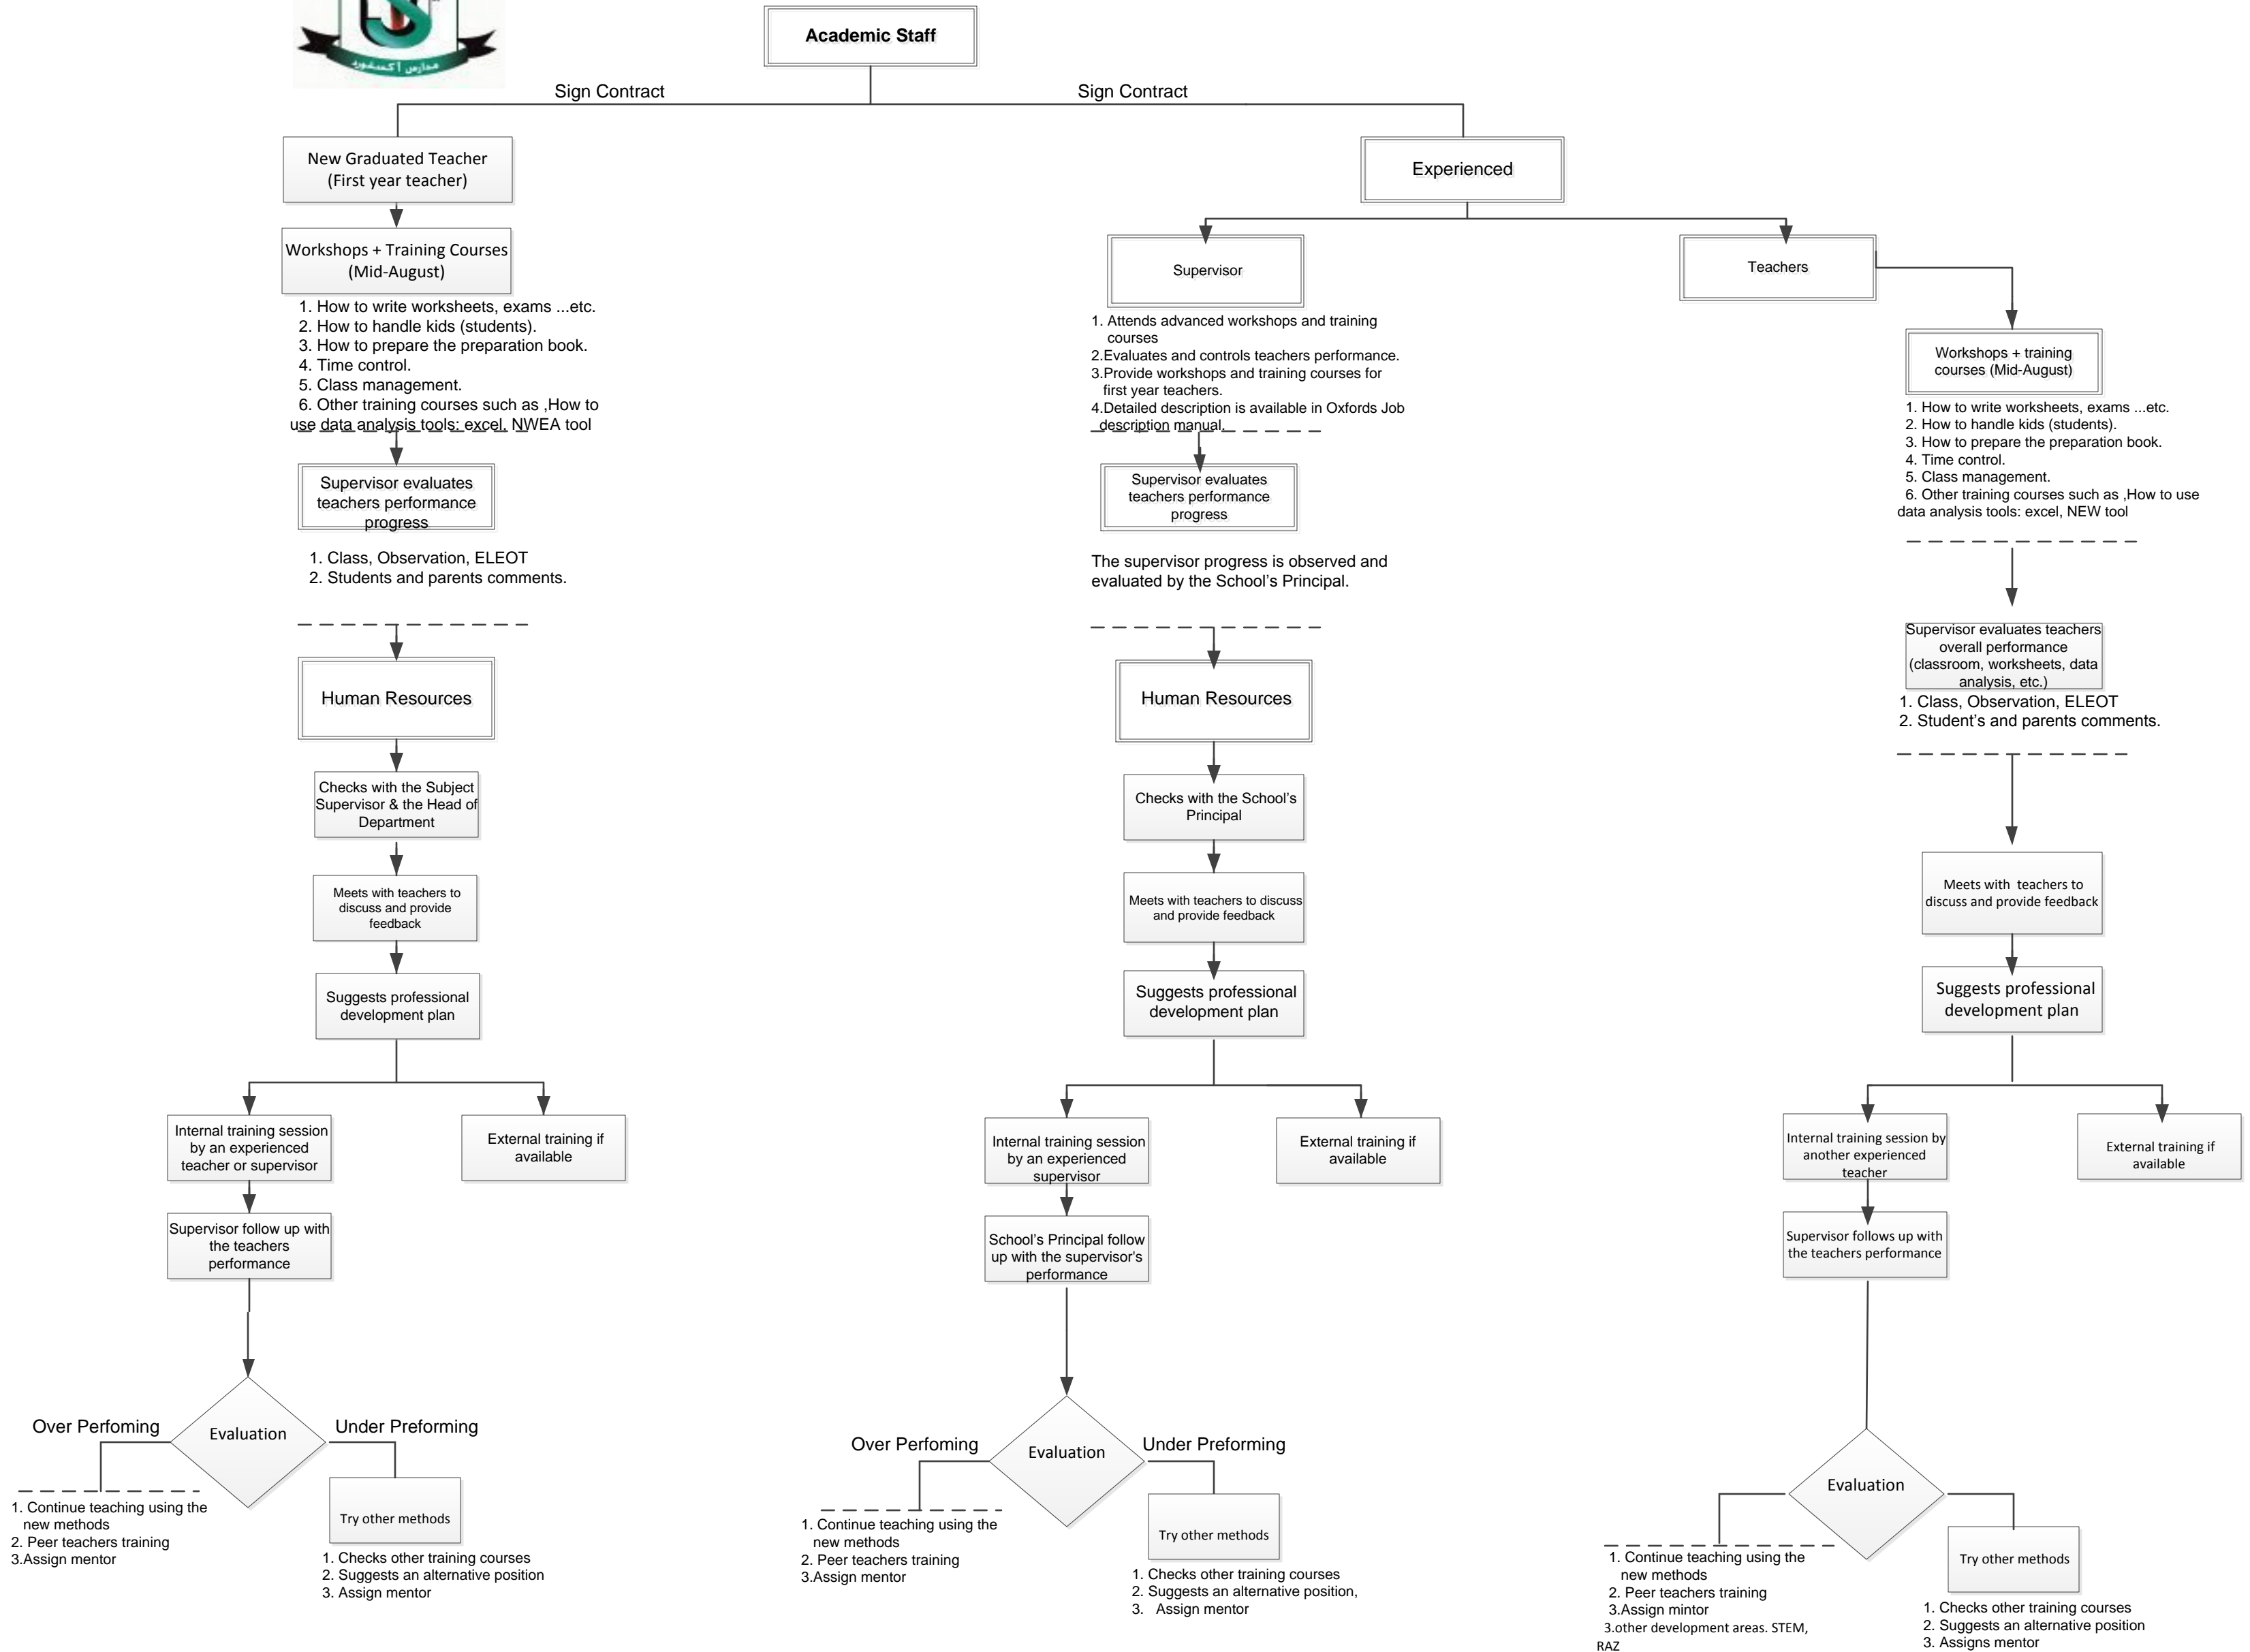 مدارس أكسفورد
Academic Staff
Sign Contract
Sign Contract
New Graduated Teacher
(First year teacher)
Workshops + Training Courses
(Mid-August)
1. How to write worksheets, exams ...etc.
2. How to handle kids (students).
3. How to prepare the preparation book.
4. Time control.
5. Class management.
6. Other training courses such as ,How to
use data analysis tools: excel, NWEA tool
Supervisor evaluates
teachers performance
progress
1. Class, Observation, ELEOT
2. Students and parents comments.
Human Resources
Checks with the Subject
Supervisor & the Head of
Department
Meets with teachers to
discuss and provide
feedback
Suggests professional
development plan
Internal training session
by an experienced
teacher or supervisor
External training if
available
Supervisor follow up with
the teachers
performance
Evaluation
Over Perfoming
Under Preforming
1. Continue teaching using the
new methods
2. Peer teachers training
3.Assign mentor
Try other methods
1. Checks other training courses
2. Suggests an alternative position
3. Assign mentor
Experienced
Supervisor
1. Attends advanced workshops and training
courses
2.Evaluates and controls teachers performance.
3.Provide workshops and training courses for
first year teachers.
4.Detailed description is available in Oxfords Job
description manual.
Supervisor evaluates
teachers performance
progress
The supervisor progress is observed and
evaluated by the School's Principal.
Human Resources
Checks with the School's
Principal
Meets with teachers to discuss
and provide feedback
Suggests professional
development plan
Internal training session
by an experienced
supervisor
External training if
available
School's Principal follow
up with the supervisor's
performance
Evaluation
Over Perfoming
Under Preforming
1. Continue teaching using the
new methods
2. Peer teachers training
3.Assign mentor
Try other methods
1. Checks other training courses
2. Suggests an alternative position,
3. Assign mentor
Teachers
Workshops + training
courses (Mid-August)
1. How to write worksheets, exams ...etc.
2. How to handle kids (students).
3. How to prepare the preparation book.
4. Time control.
5. Class management.
6. Other training courses such as ,How to use
data analysis tools: excel, NEW tool
Supervisor evaluates teachers
overall performance
(classroom, worksheets, data
analysis, etc.)
1. Class, Observation, ELEOT
2. Student's and parents comments.
Meets with teachers to
discuss and provide feedback
Suggests professional
development plan
Internal training session by
another experienced
teacher
External training if
available
Supervisor follows up with
the teachers performance
Evaluation
1. Continue teaching using the
new methods
2. Peer teachers training
3.Assign mintor
3.other development areas. STEM,
RAZ
Try other methods
1. Checks other training courses
2. Suggests an alternative position
3. Assigns mentor